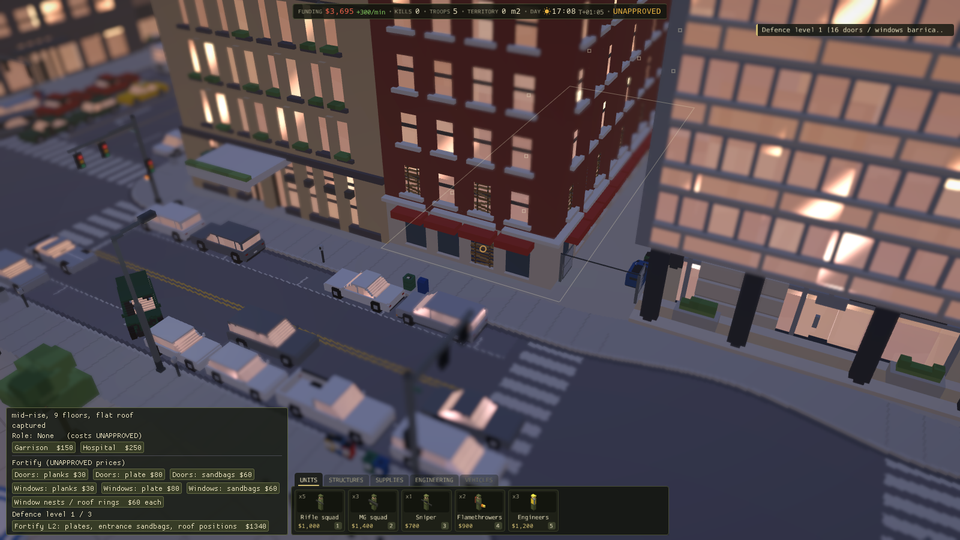 FUNDING $3,695 +300/min · KILLS 0 · TROOPS 5 · TERRITORY 0 m2 · DAY 17:08 T=01:05 · UNAPPROVED
Defence level 1 |16 doors / windows barrica..
mid-rise, 9 floors, flat roof
captured
Role: None (costs UNAPPROVED)
Garrison $150 Hospital $250
Fortify (UNAPPROVED prices)
Doors: planks $30 Doors: plate $80 Doors: sandbags $60
Windows: planks $30 Windows: plate $80 Windows: sandbags $60
Window nests / roof rings $60 each
Defence level 1 / 3
Fortify L2: plates, entrance sandbags, roof positions $1340
UNITS STRUCTURES SUPPLIES ENGINEERING
x5 x3 x1 x2 x3
Rifle squad MG squad Sniper Flamethrowers Engineers
$1,000 1 $1,400 2 $700 3 $900 4 $1,200 5